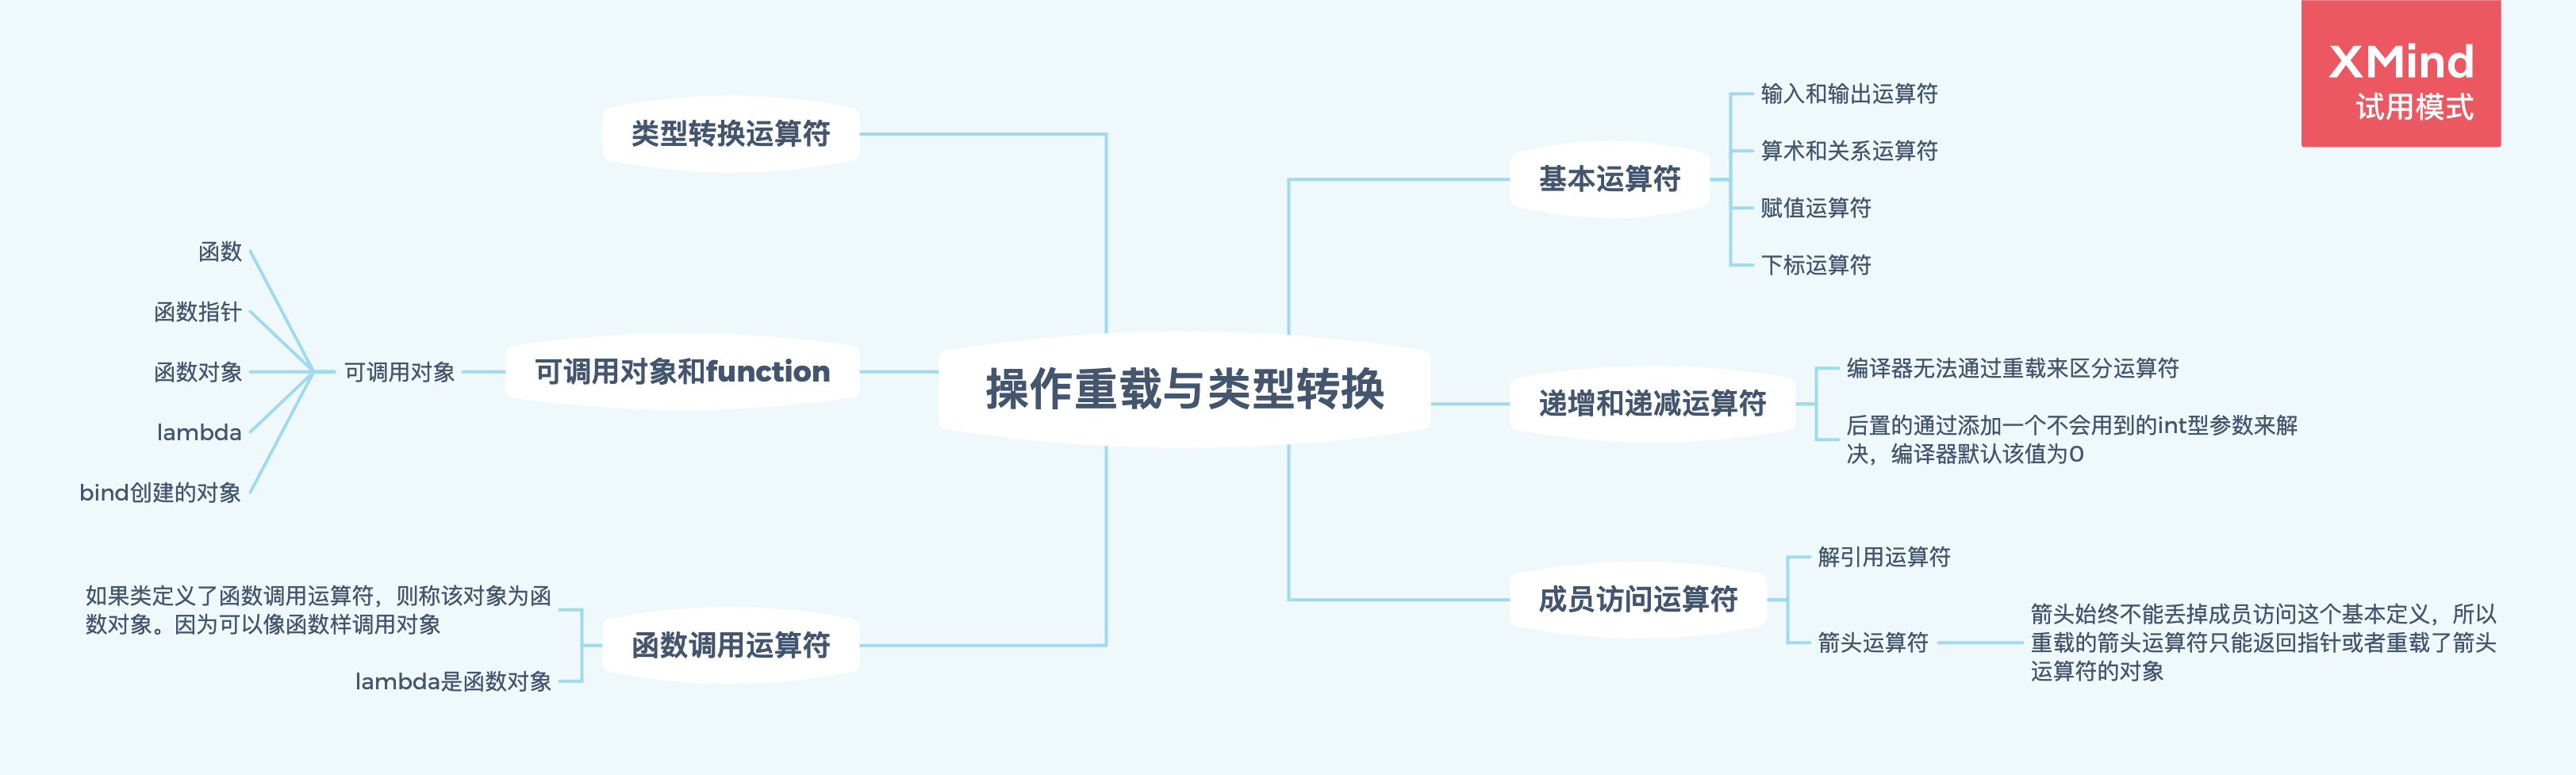 XMind
试用模式
操作重载与类型转换
基本运算符
输入和输出运算符
算术和关系运算符
赋值运算符
下标运算符
递增和递减运算符
编译器无法通过重载来区分运算符
后置的通过添加一个不会用到的int型参数来解
决，编译器默认该值为0
成员访问运算符
解引用运算符
箭头运算符
箭头始终不能丢掉成员访问这个基本定义，所以
重载的箭头运算符只能返回指针或者重载了箭头
运算符的对象
类型转换运算符
可调用对象和function
可调用对象
函数
函数指针
函数对象
lambda
bind创建的对象
函数调用运算符
如果类定义了函数调用运算符，则称该对象为函
数对象。因为可以像函数样调用对象
lambda是函数对象